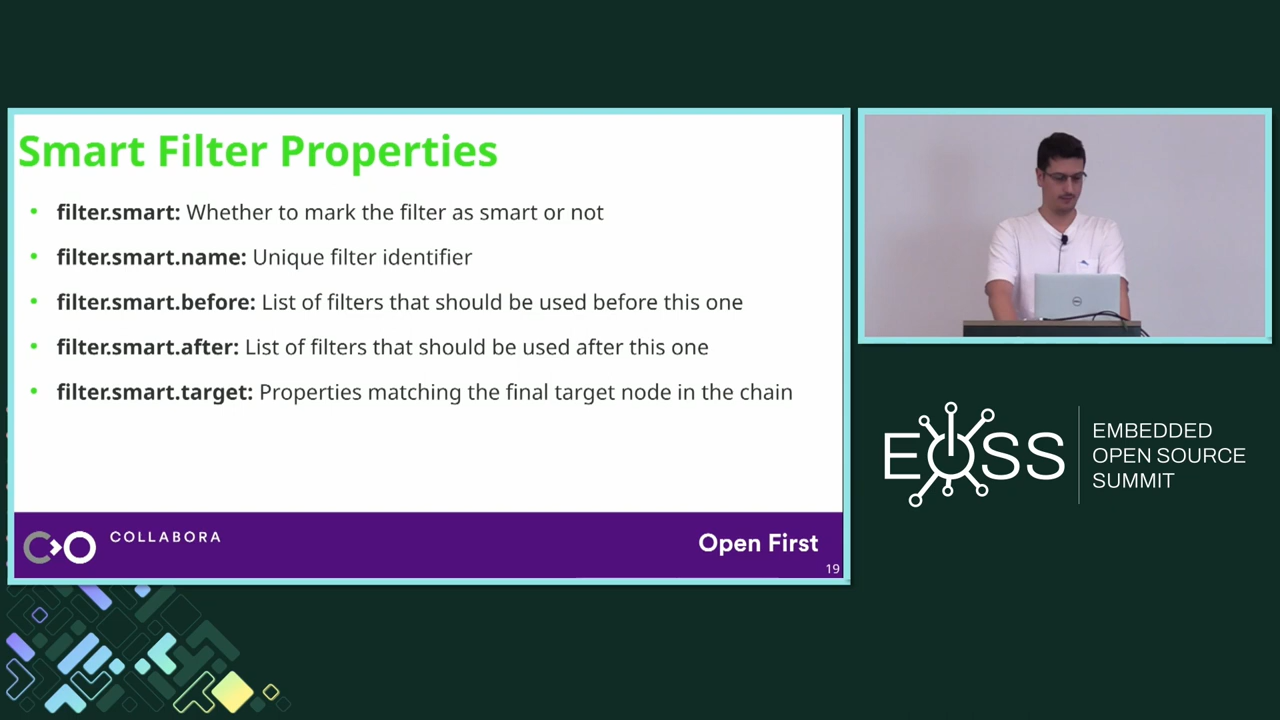 Smart Filter Properties
• filter.smart: Whether to mark the filter as smart or not
• filter.smart.name: Unique filter identifier
• filter.smart.before: List of filters that should be used before this one
• filter.smart.after: List of filters that should be used after this one
• filter.smart.target: Properties matching the final target node in the chain
COLLABORA
Open First
19
EOSS
EMBEDDED
OPEN SOURCE
SUMMIT